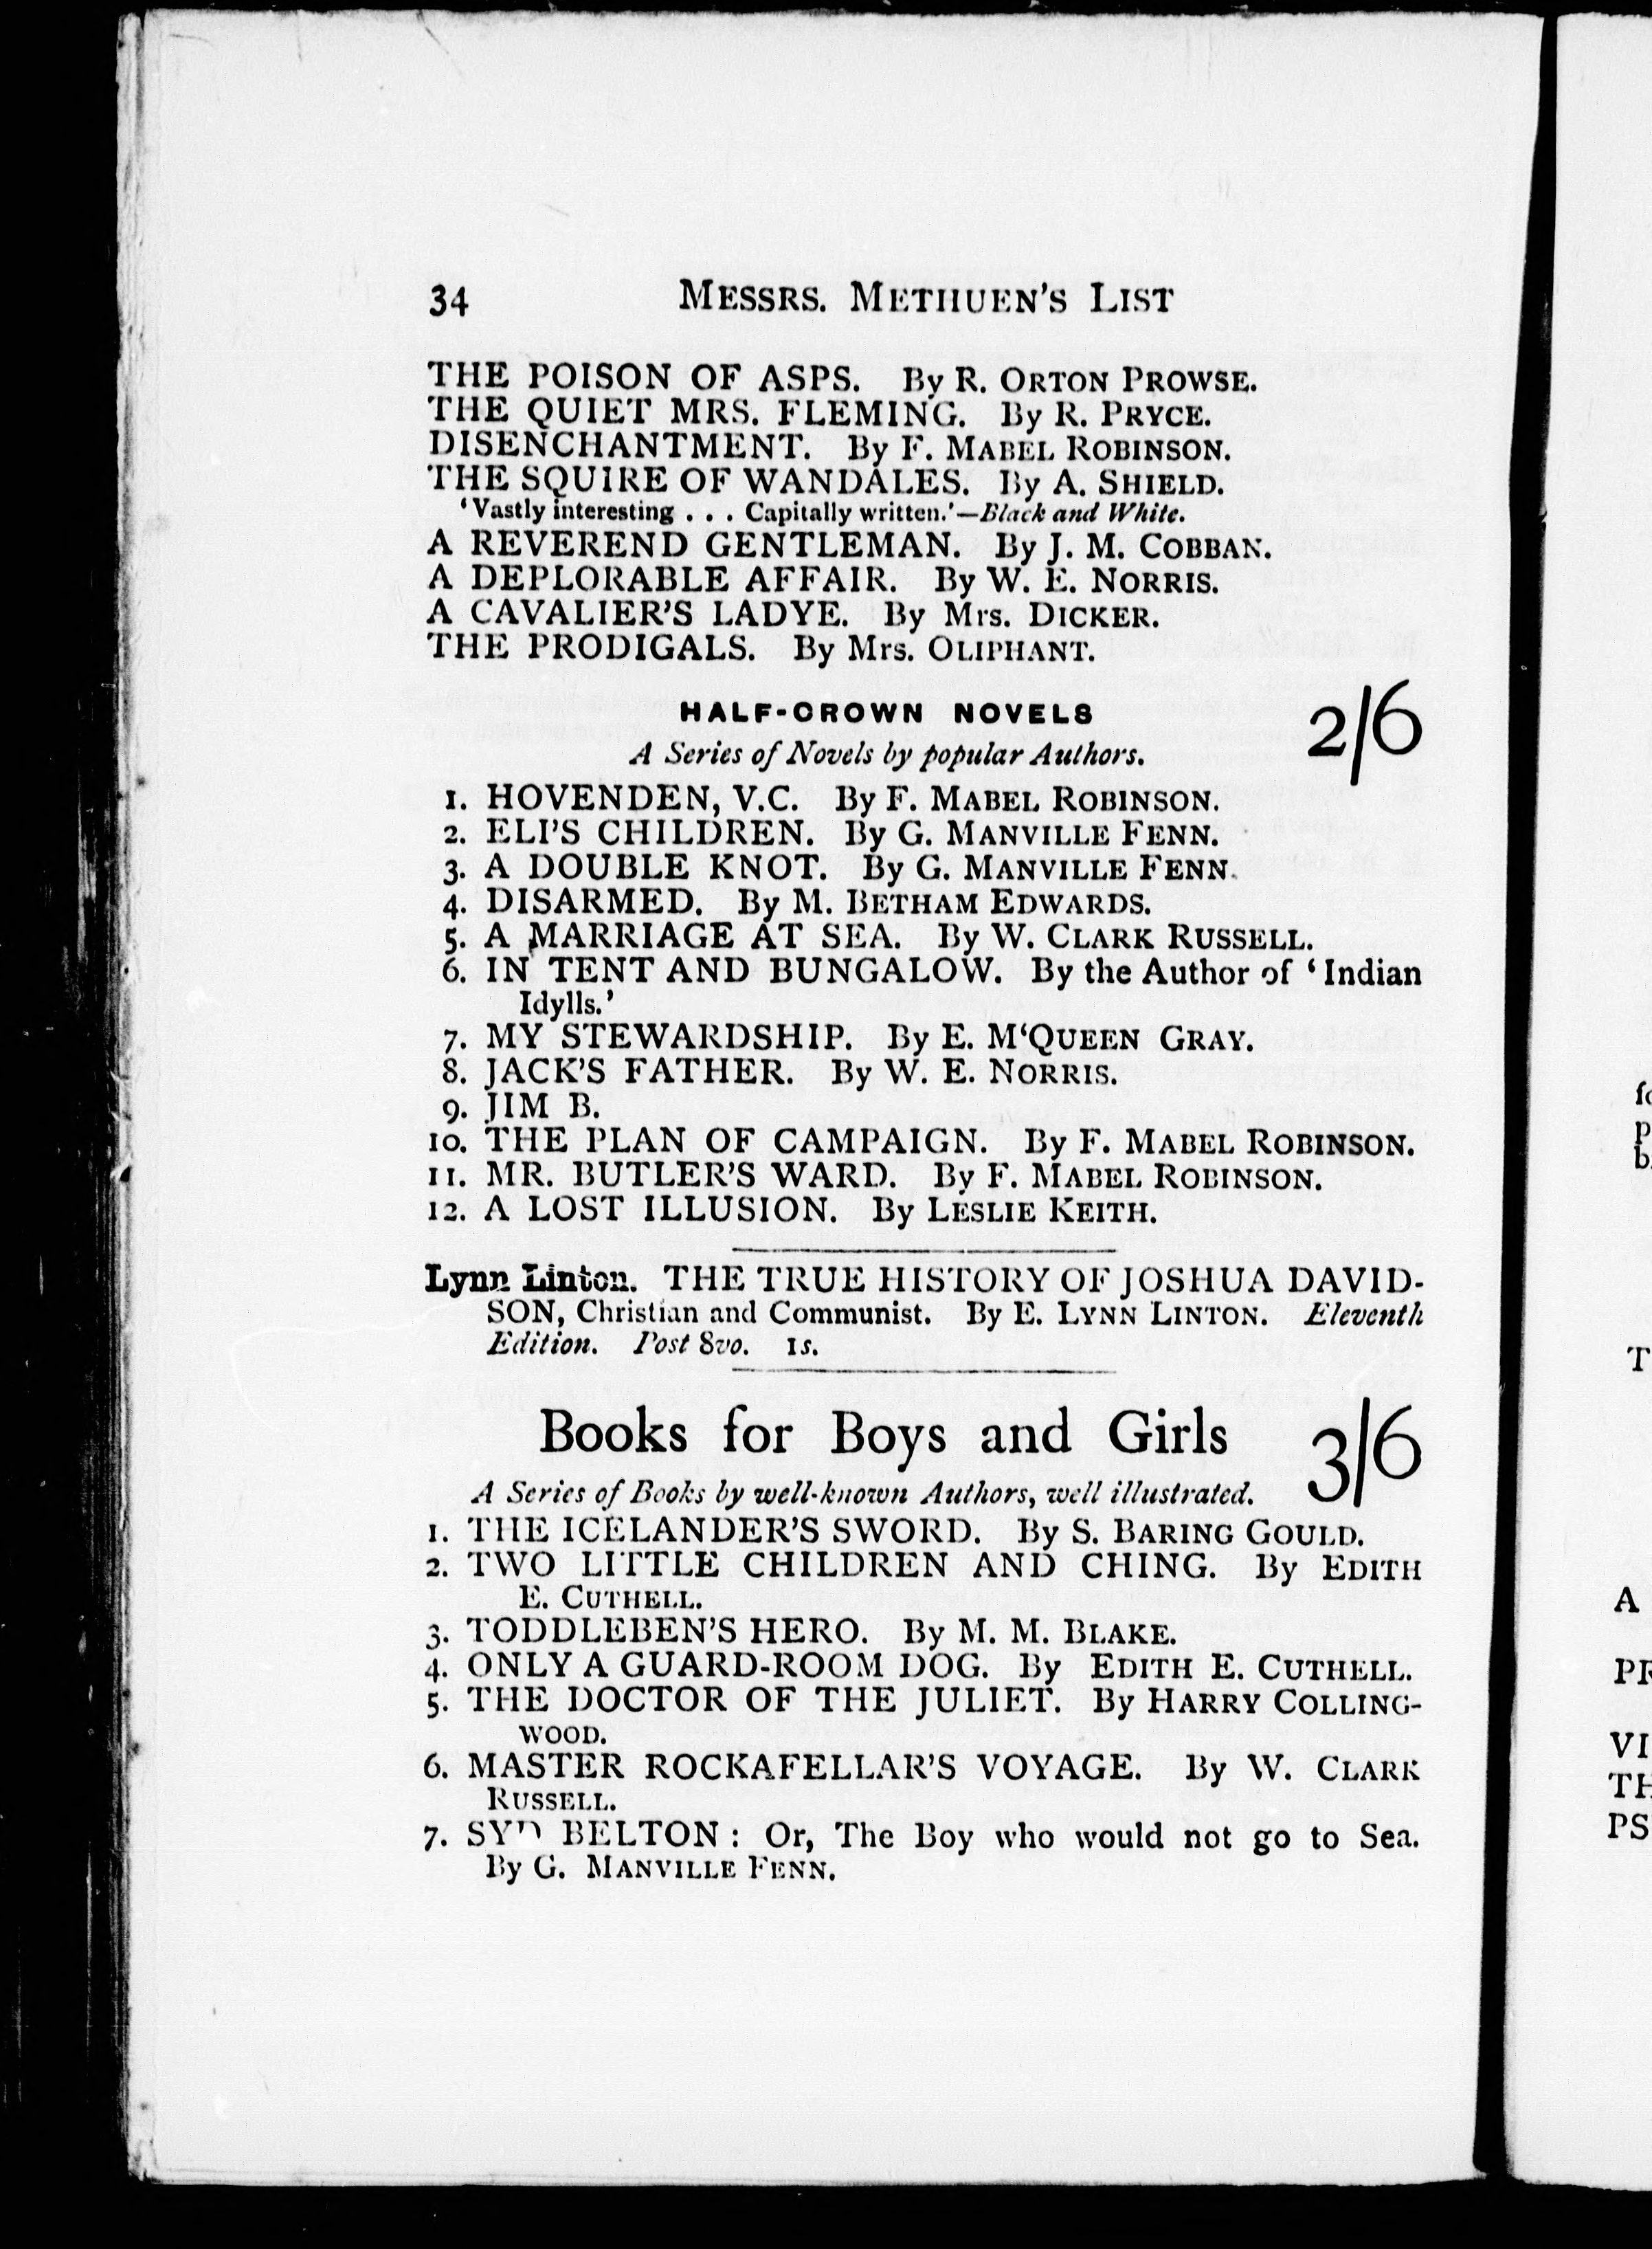 34 MESSRS. METHUEN'S LIST
THE POISON OF ASPS. By R. ORTON PROWSE.
THE QUIET MRS. FLEMING. By R. PRYCE.
DISENCHANTMENT. By F. MABEL ROBINSON.
THE SQUIRE OF WANDALES. By A. SHIELD.
'Vastly interesting . . . Capitally written.'—Black and White.
A REVEREND GENTLEMAN. By J. M. COBBAN.
A DEPLORABLE AFFAIR. By W. E. NORRIS.
A CAVALIER'S LADYE. By Mrs. DICKER.
THE PRODIGALS. By Mrs. OLIPHANT.
HALF-CROWN NOVELS 2/6
A Series of Novels by popular Authors.
1. HOVENDEN, V.C. By F. MABEL ROBINSON.
2. ELI'S CHILDREN. By G. MANVILLE FENN.
3. A DOUBLE KNOT. By G. MANVILLE FENN.
4. DISARMED. By M. BETHAM EDWARDS.
5. A MARRIAGE AT SEA. By W. CLARK RUSSELL.
6. IN TENT AND BUNGALOW. By the Author of 'Indian
Idylls.'
7. MY STEWARDSHIP. By E. M'QUEEN GRAY.
8. JACK'S FATHER. By W. E. NORRIS.
9. JIM B.
10. THE PLAN OF CAMPAIGN. By F. MABEL ROBINSON.
11. MR. BUTLER'S WARD. By F. MABEL ROBINSON.
12. A LOST ILLUSION. By LESLIE KEITH.
Lynn Linton. THE TRUE HISTORY OF JOSHUA DAVID-
SON, Christian and Communist. By E. LYNN LINTON. Eleventh
Edition. Post 8vo. 1s.
Books for Boys and Girls 3/6
A Series of Books by well-known Authors, well illustrated.
1. THE ICELANDER'S SWORD. By S. BARING GOULD.
2. TWO LITTLE CHILDREN AND CHING. By EDITH
E. CUTHELL.
3. TODDLEBEN'S HERO. By M. M. BLAKE.
4. ONLY A GUARD-ROOM DOG. By EDITH E. CUTHELL.
5. THE DOCTOR OF THE JULIET. By HARRY COLLING-
WOOD.
6. MASTER ROCKAFELLAR'S VOYAGE. By W. CLARK
RUSSELL.
7. SYD BELTON: Or, The Boy who would not go to Sea.
By G. MANVILLE FENN.